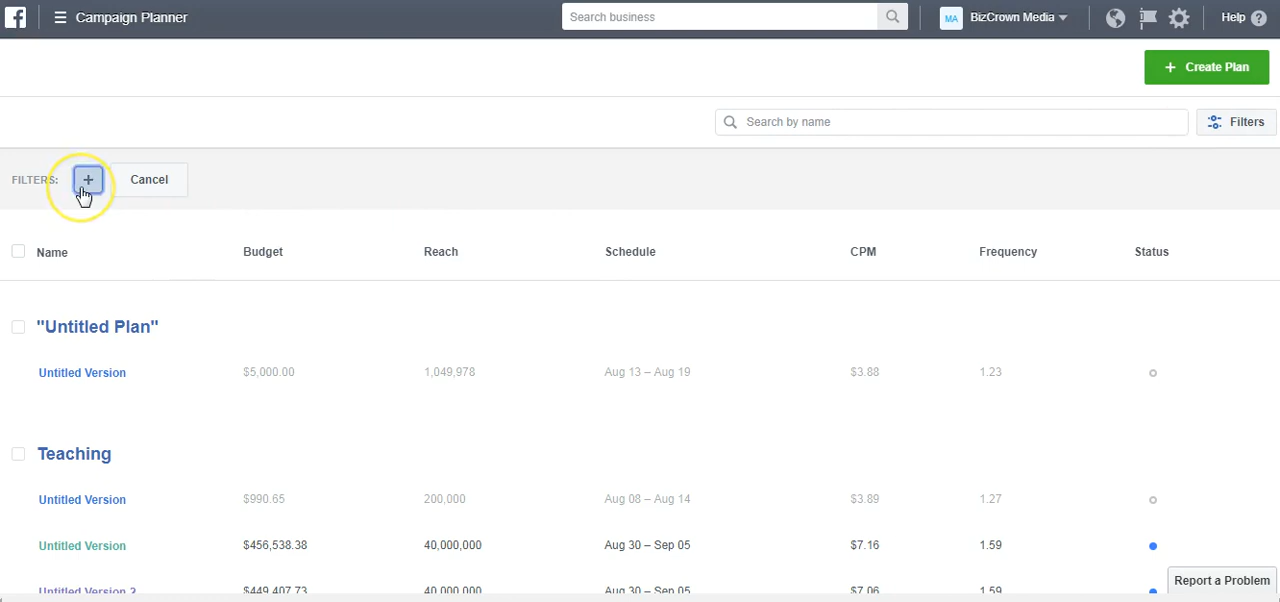 Campaign Planner
Search business
MA
BizCrown Media
Help ?
+ Create Plan
Search by name
Filters
FILTERS: + Cancel
Name Budget Reach Schedule CPM Frequency Status
"Untitled Plan"
Untitled Version $5,000.00 1,049,978 Aug 13 – Aug 19 $3.88 1.23
Teaching
Untitled Version $990.65 200,000 Aug 08 – Aug 14 $3.89 1.27
Untitled Version $456,538.38 40,000,000 Aug 30 – Sep 05 $7.16 1.59
Untitled Version 2 $449,407.73 40,000,000 Aug 30 – Sep 05 $7.06 1.59
Report a Problem